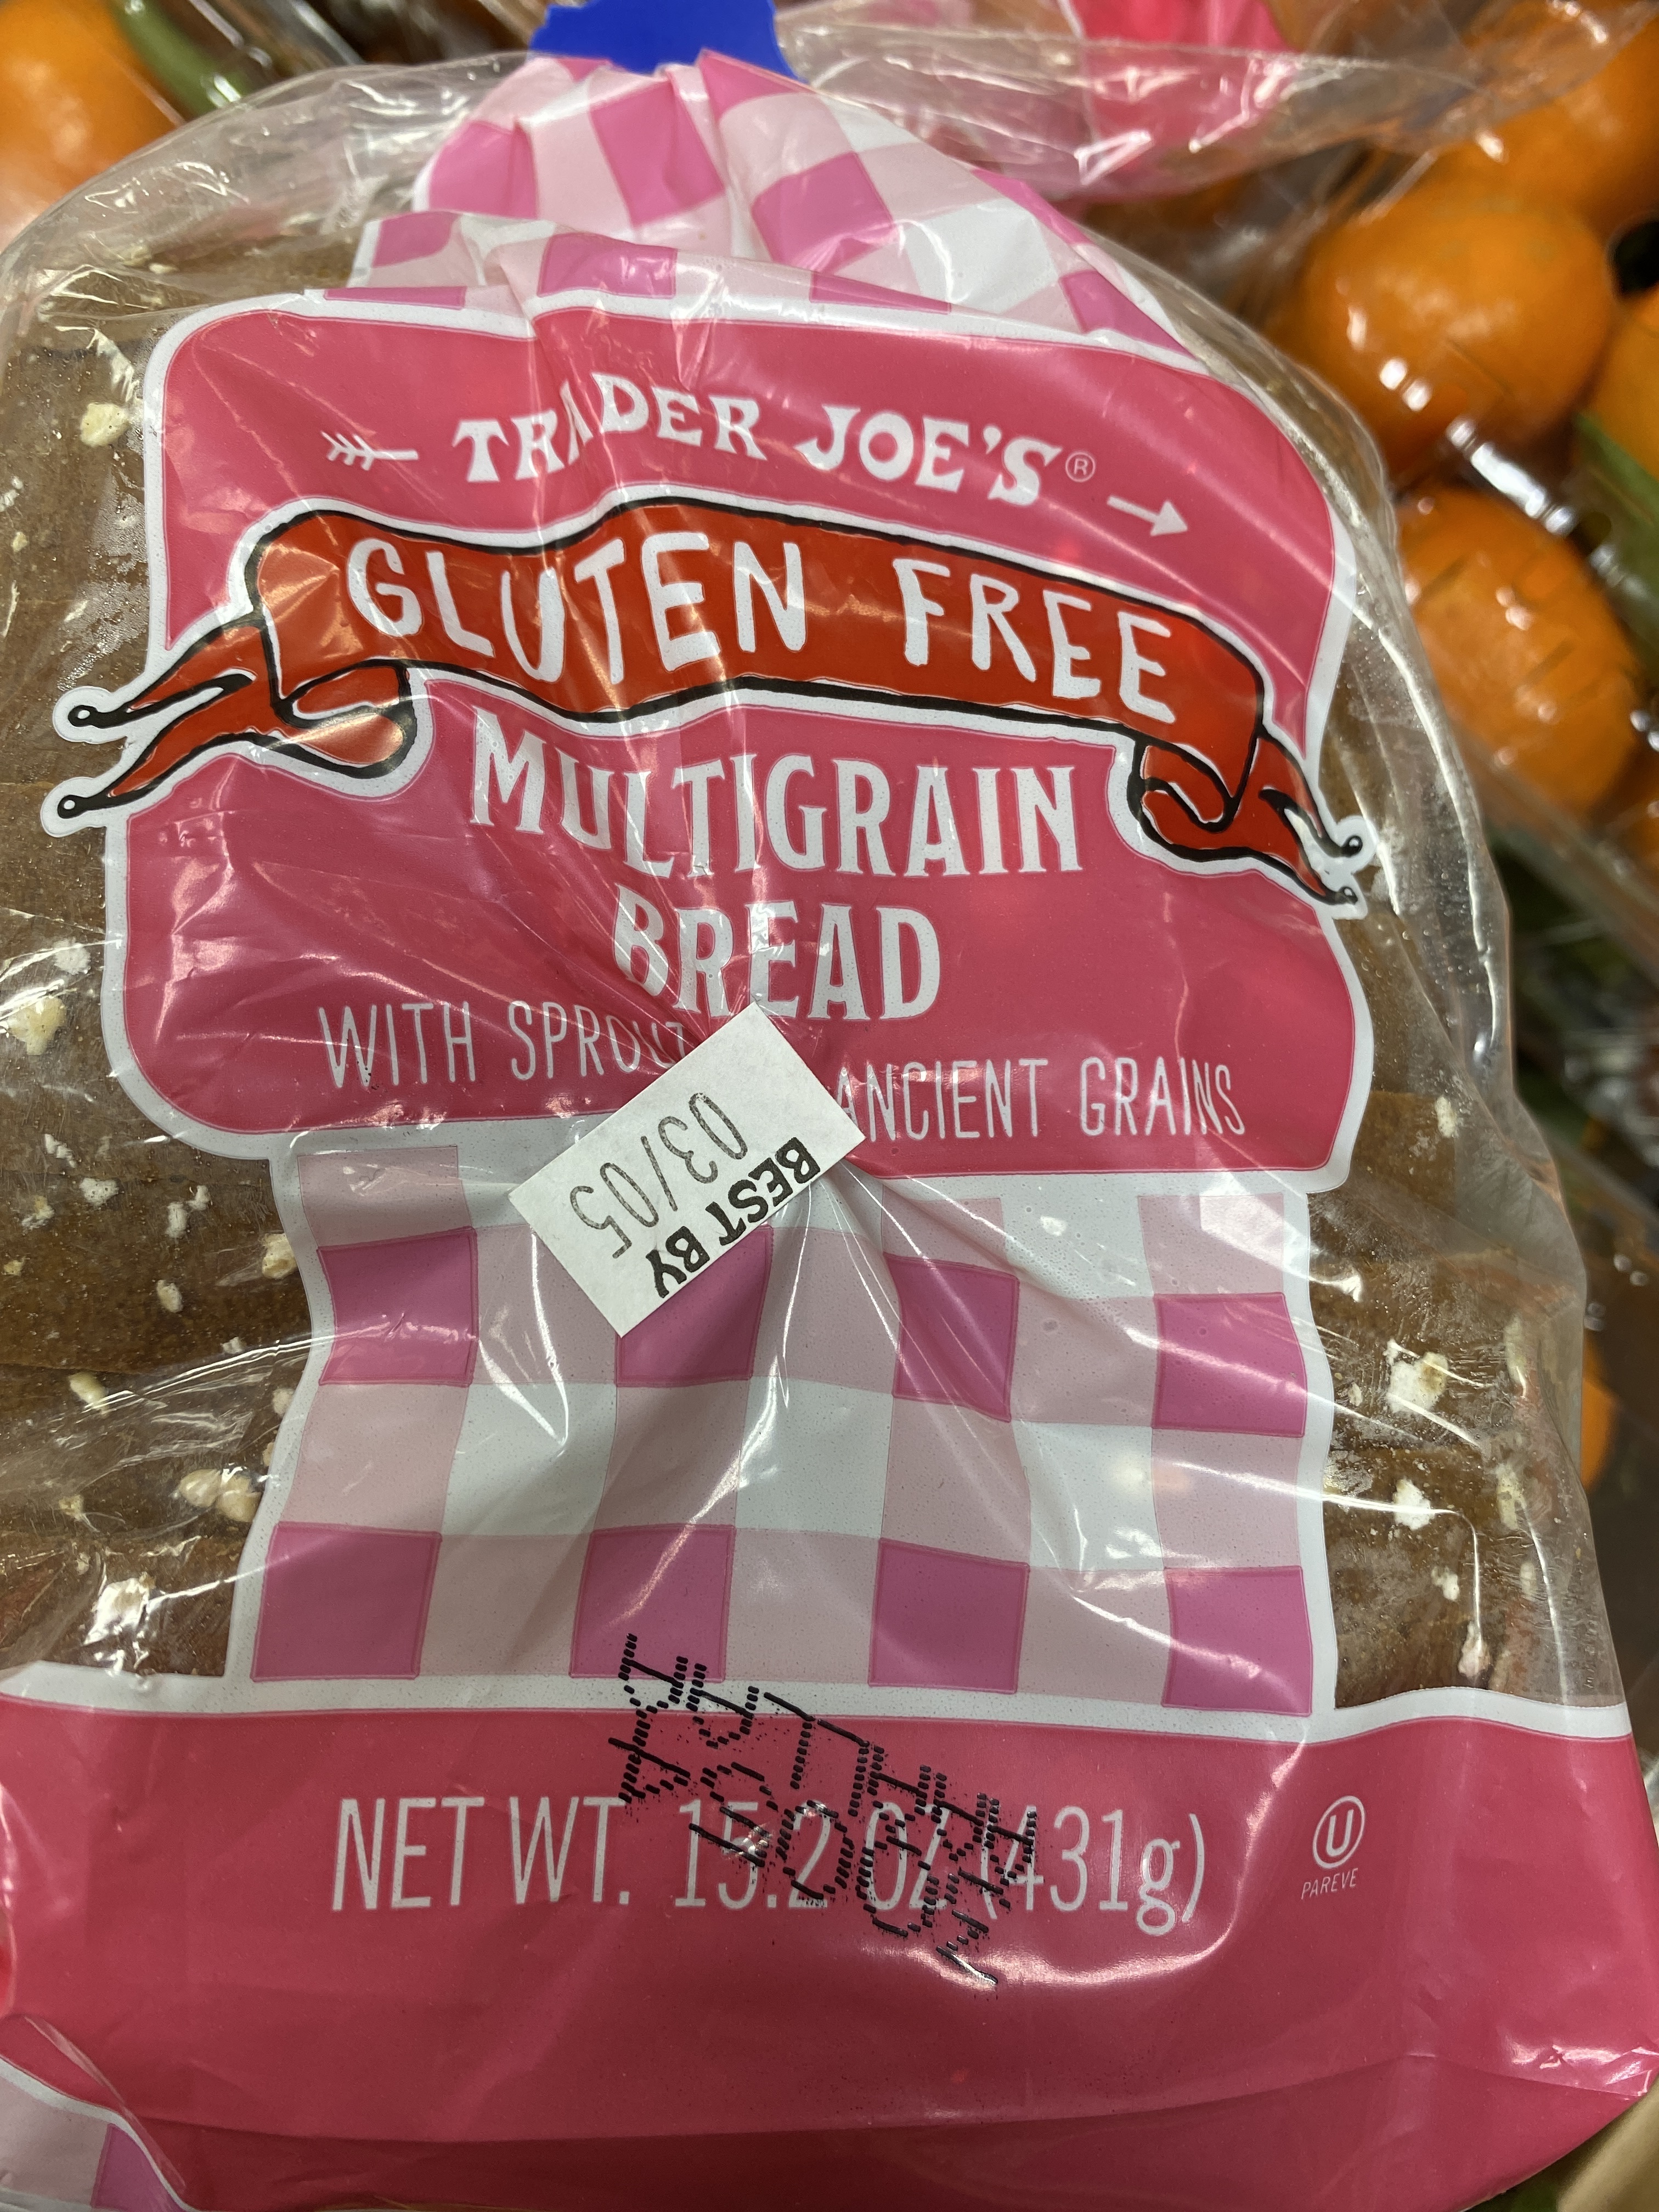 TRADER JOE'S®
GLUTEN FREE
MULTIGRAIN
BREAD
WITH SPROUT ANCIENT GRAINS
BEST BY
03/05
NET WT. 15.2 OZ (431g)
U
PAREVE